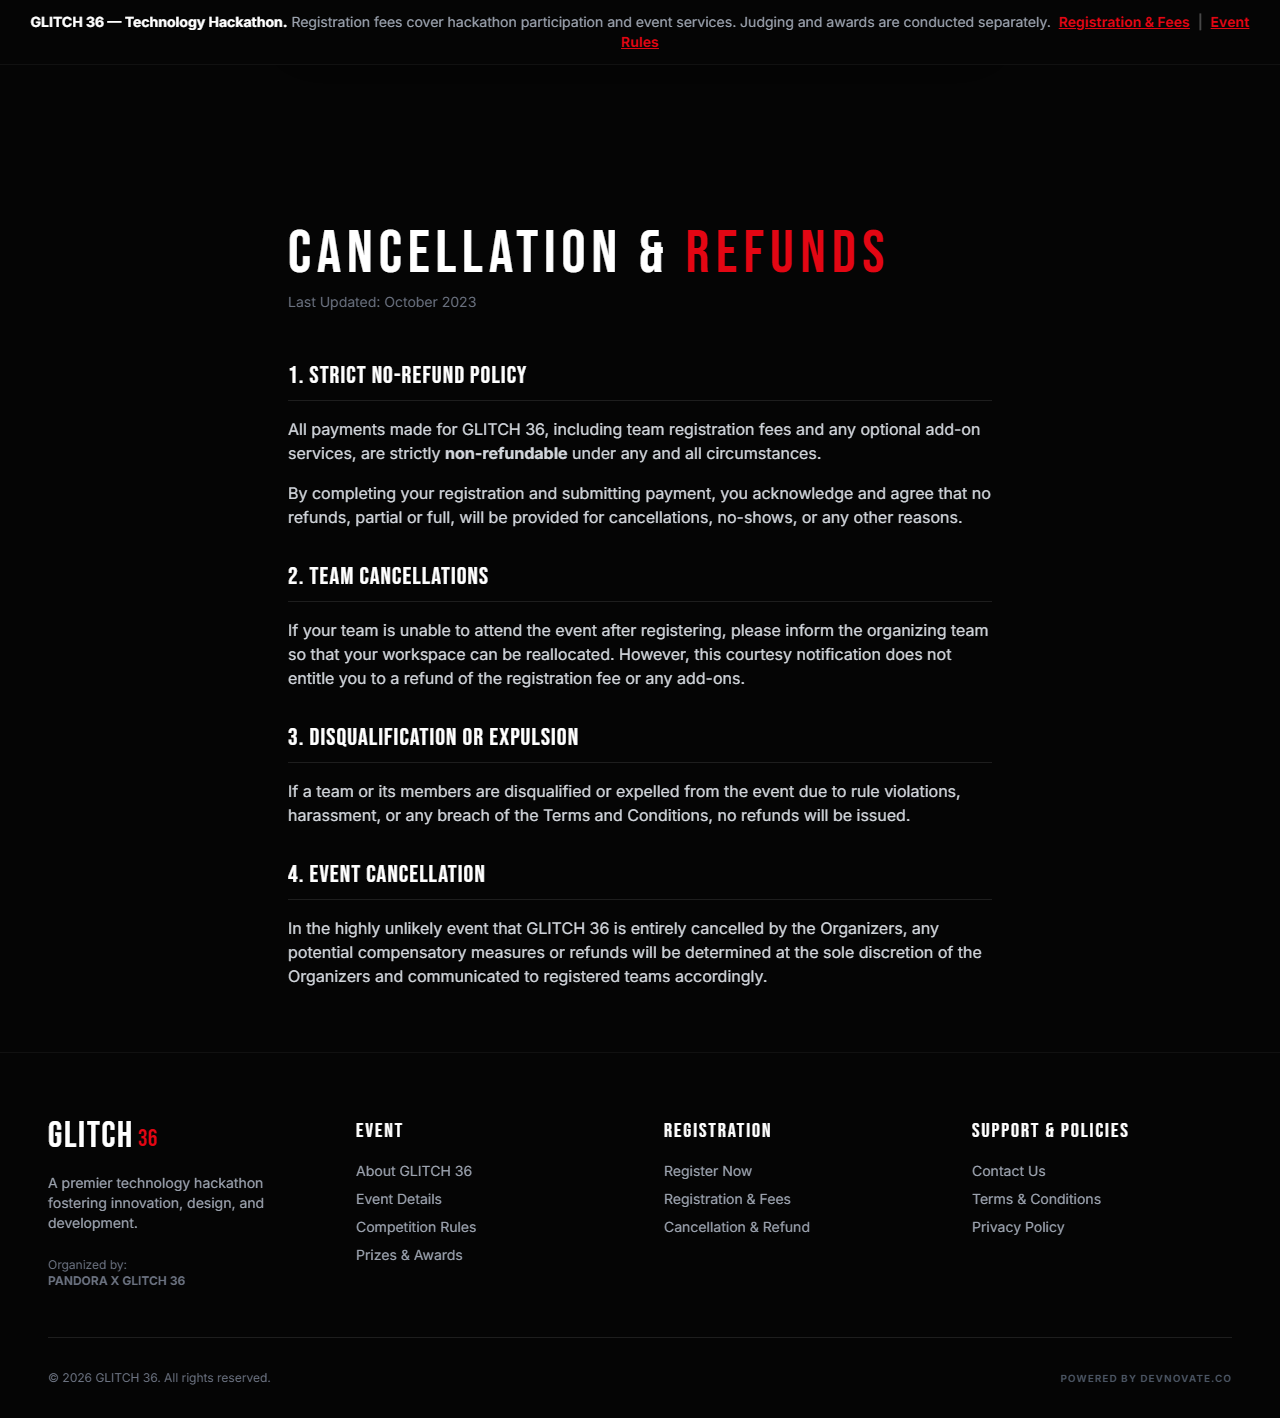 GLITCH 36 — Technology Hackathon. Registration fees cover hackathon participation and event services. Judging and awards are conducted separately. Registration & Fees | Event
Rules
CANCELLATION & REFUNDS
Last Updated: October 2023
1. STRICT NO-REFUND POLICY
All payments made for GLITCH 36, including team registration fees and any optional add-on
services, are strictly non-refundable under any and all circumstances.
By completing your registration and submitting payment, you acknowledge and agree that no
refunds, partial or full, will be provided for cancellations, no-shows, or any other reasons.
2. TEAM CANCELLATIONS
If your team is unable to attend the event after registering, please inform the organizing team
so that your workspace can be reallocated. However, this courtesy notification does not
entitle you to a refund of the registration fee or any add-ons.
3. DISQUALIFICATION OR EXPULSION
If a team or its members are disqualified or expelled from the event due to rule violations,
harassment, or any breach of the Terms and Conditions, no refunds will be issued.
4. EVENT CANCELLATION
In the highly unlikely event that GLITCH 36 is entirely cancelled by the Organizers, any
potential compensatory measures or refunds will be determined at the sole discretion of the
Organizers and communicated to registered teams accordingly.
GLITCH 36
A premier technology hackathon
fostering innovation, design, and
development.
Organized by:
PANDORA X GLITCH 36
EVENT
About GLITCH 36
Event Details
Competition Rules
Prizes & Awards
REGISTRATION
Register Now
Registration & Fees
Cancellation & Refund
SUPPORT & POLICIES
Contact Us
Terms & Conditions
Privacy Policy
© 2026 GLITCH 36. All rights reserved.
POWERED BY DEVNOVATE.CO